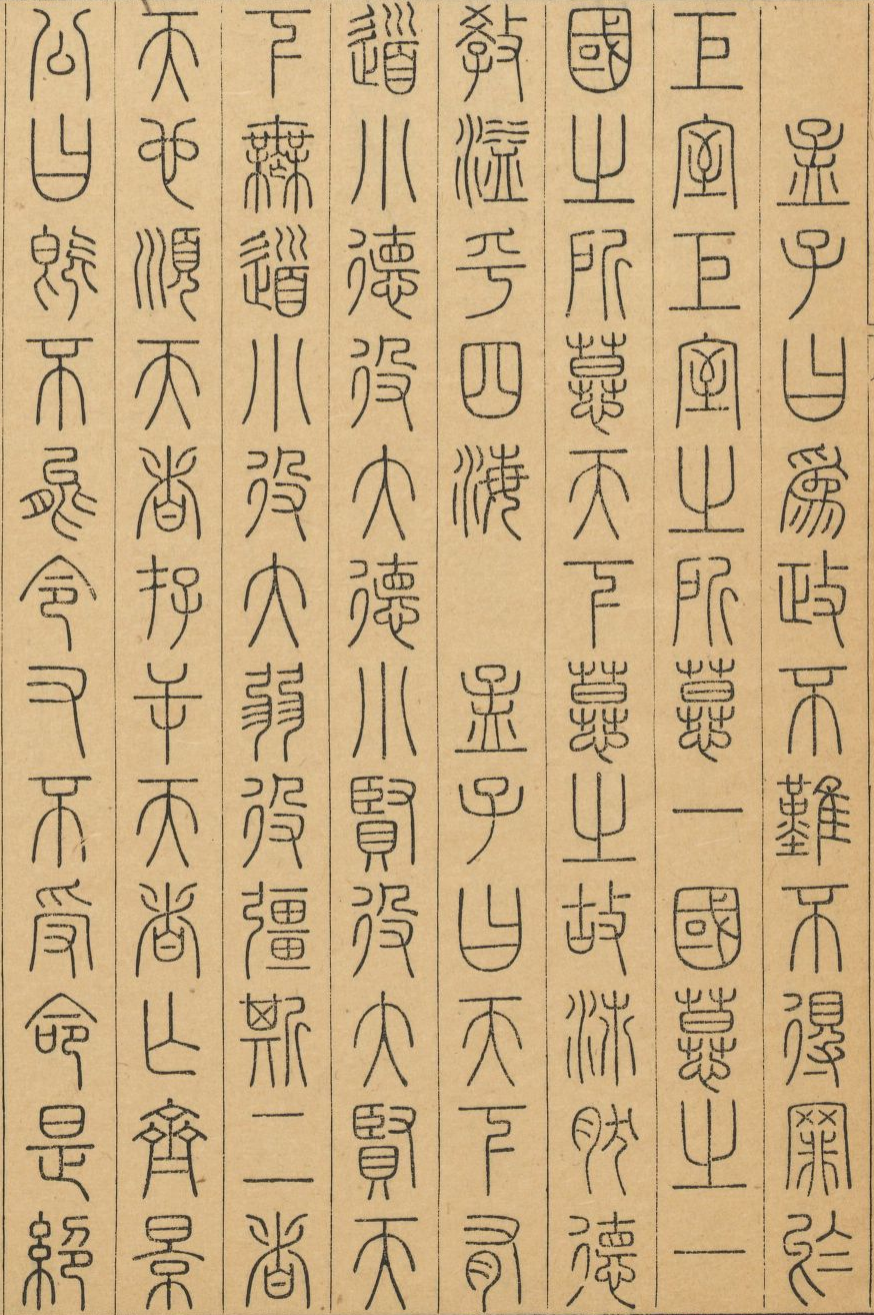 孟子曰爲政不難不得罪於
巨室巨室之所慕一國慕之一
國之所慕天下慕之故沛然德
教溢乎四海　孟子曰天下有
道小德役大德小賢役大賢天
下無道小役大弱役彊斯二者
天也順天者存逆天者亡齊景
公曰既不能令又不受命是絕